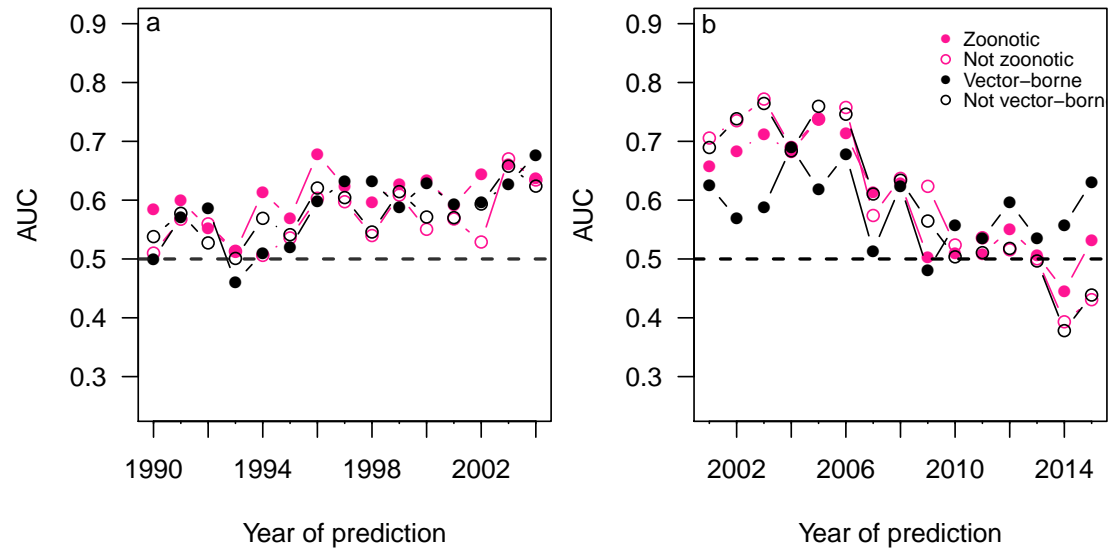 a
0.9
0.8
0.7
0.6
0.5
0.4
0.3
AUC
1990 1994 1998 2002
Year of prediction
b
Zoonotic
Not zoonotic
Vector−borne
Not vector−born
0.9
0.8
0.7
0.6
0.5
0.4
0.3
AUC
2002 2006 2010 2014
Year of prediction